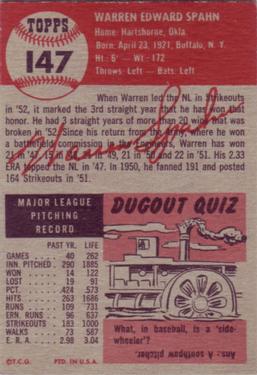 TOPPS
147
WARREN EDWARD SPAHN
Home: Hartshorne, Okla.
Born: April 23, 1921, Buffalo, N. Y.
Ht: 6' - Wt: 172
Throws: Left - Bats: Left
When Warren led the NL in Strikeouts
in '52, it marked the 3rd straight year that he has won that
honor. He had 3 straight years of more than 20 wins that was
broken in '52. Since his return from the army, where he won
a battlefield commission Engineers, Warren has won
21 in '47, 15 in '48, 21 in '49, 21 in '50 and 22 in '51. His 2.33
ERA topped the NL in '47. In 1950, he fanned 191 and posted
164 Strikeouts in '51.
Warren Spahn
MAJOR LEAGUE
PITCHING
RECORD
PAST YR. LIFE
GAMES 40 262
INN. PITCHED 290 1885
WON 14 122
LOST 19 91
PCT. .424 .573
HITS 263 1686
RUNS 109 731
ERN. RUNS 96 637
STRIKEOUTS 183 1000
WALKS 73 587
E. R. A. 2.98 3.04
©T.C.G. PTD. IN U.S.A.
DUGOUT QUIZ
What, in baseball, is a "side-
wheeler"?
Ans: A southpaw pitcher.